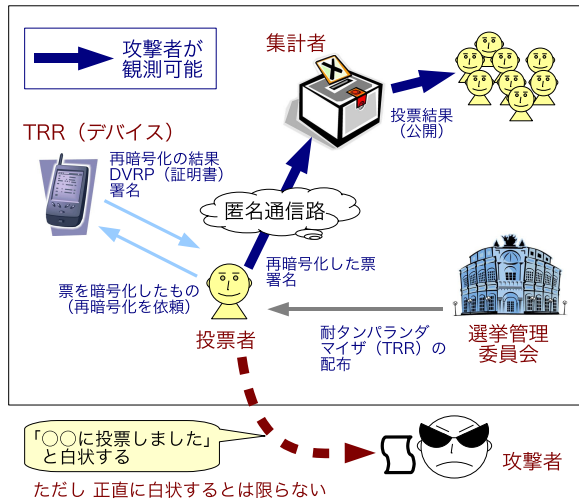 攻撃者が
観測可能
集計者
投票結果
（公開）
TRR（デバイス）
再暗号化の結果
DVRP（証明書）
署名
匿名通信路
票を暗号化したもの
（再暗号化を依頼）
再暗号化した票
署名
投票者
耐タンパランダ
マイザ（TRR）の
配布
選挙管理
委員会
「○○に投票しました」
と白状する
攻撃者
ただし 正直に白状するとは限らない